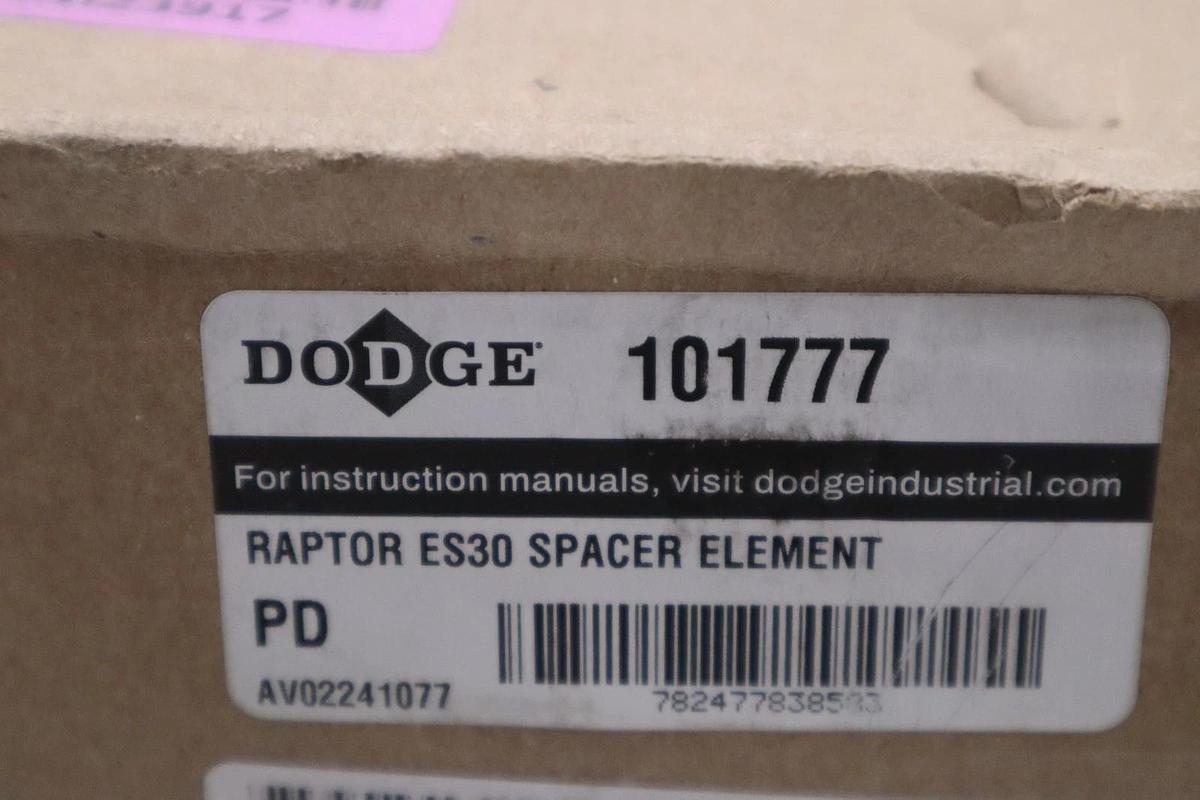 DODGE 101777
For instruction manuals, visit dodgeindustrial.com
RAPTOR ES30 SPACER ELEMENT
PD
AV02241077